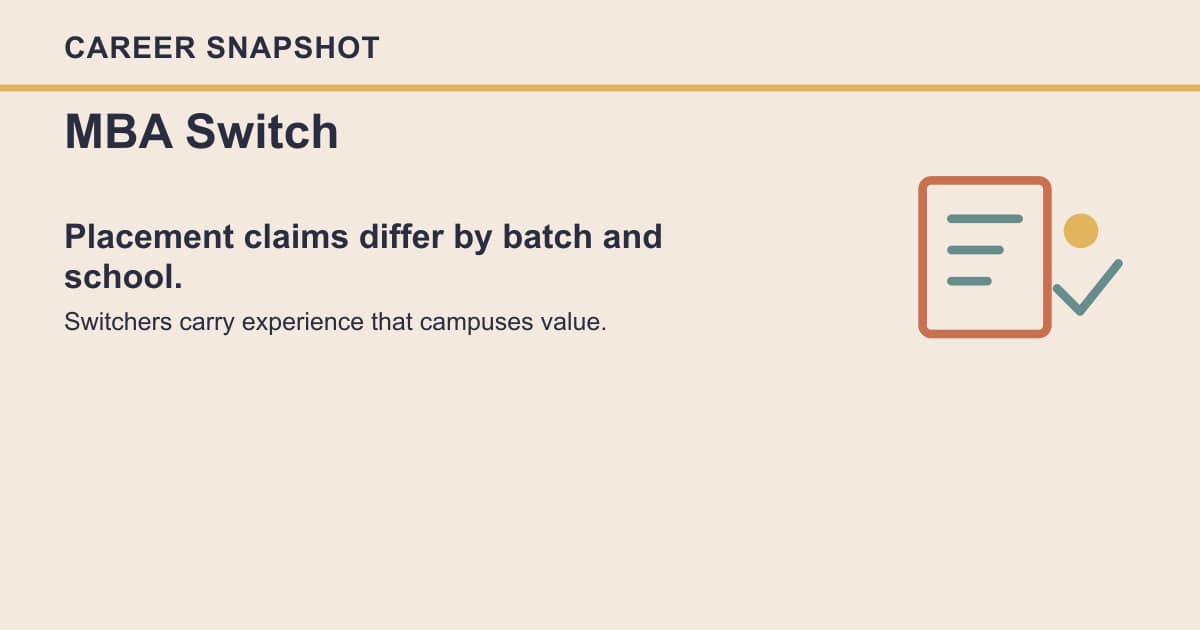 CAREER SNAPSHOT
MBA Switch
Placement claims differ by batch and
school.
Switchers carry experience that campuses value.